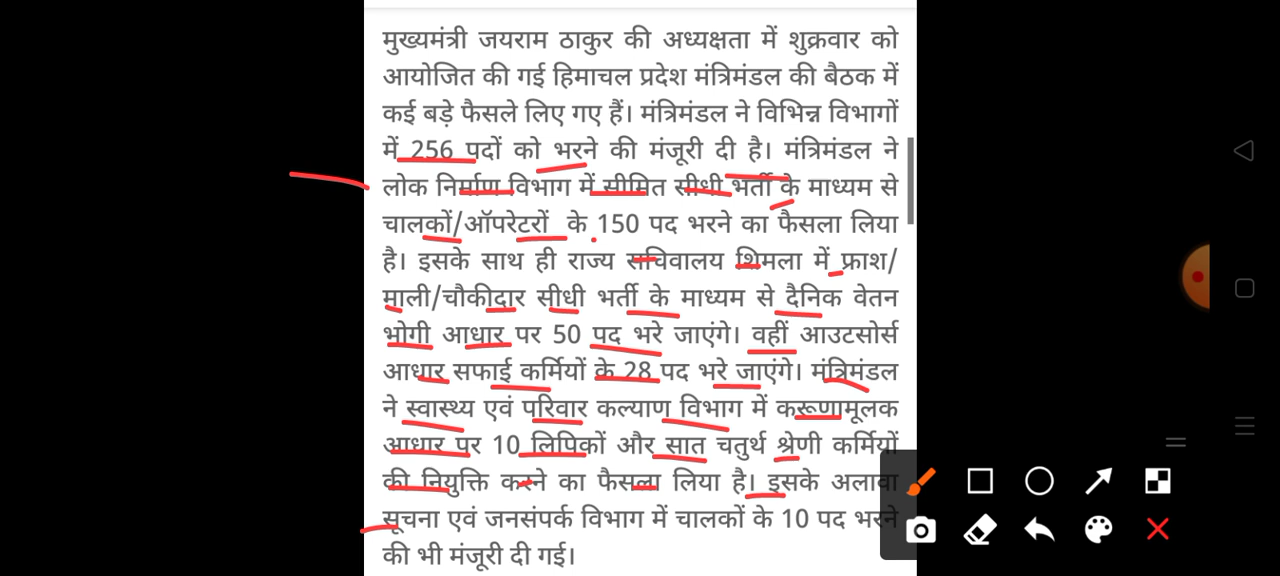 मुख्यमंत्री जयराम ठाकुर की अध्यक्षता में शुक्रवार को
आयोजित की गई हिमाचल प्रदेश मंत्रिमंडल की बैठक में
कई बड़े फैसले लिए गए हैं। मंत्रिमंडल ने विभिन्न विभागों
में 256 पदों को भरने की मंजूरी दी है। मंत्रिमंडल ने
लोक निर्माण विभाग में सीमित सीधी भर्ती के माध्यम से
चालकों/ऑपरेटरों के 150 पद भरने का फैसला लिया
है। इसके साथ ही राज्य सचिवालय शिमला में फ्राश/
माली/चौकीदार सीधी भर्ती के माध्यम से दैनिक वेतन
भोगी आधार पर 50 पद भरे जाएंगे। वहीं आउटसोर्स
आधार सफाई कर्मियों के 28 पद भरे जाएंगे। मंत्रिमंडल
ने स्वास्थ्य एवं परिवार कल्याण विभाग में करूणामूलक
आधार पर 10 लिपिकों और सात चतुर्थ श्रेणी कर्मियों
की नियुक्ति करने का फैसला लिया है। इसके अलावा
सूचना एवं जनसंपर्क विभाग में चालकों के 10 पद भरने
की भी मंजूरी दी गई।